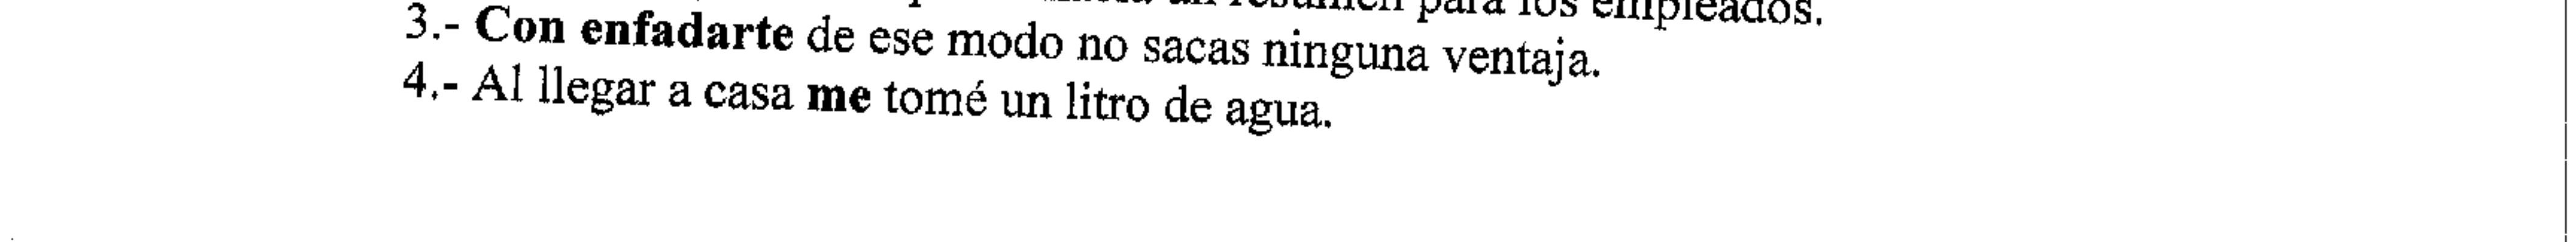 un resumen para los empleados.
3.- Con enfadarte de ese modo no sacas ninguna ventaja.
4.- Al llegar a casa me tomé un litro de agua.